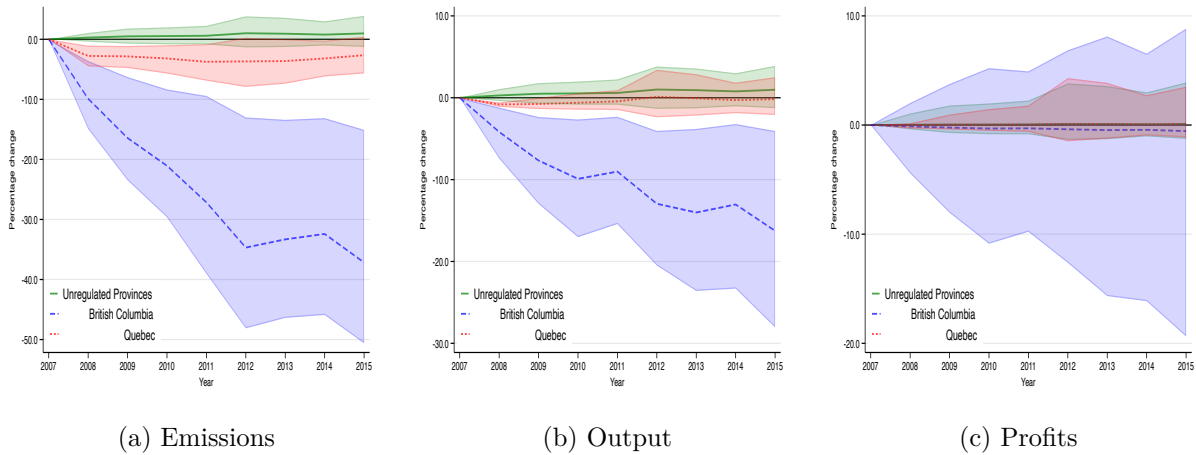 Percentage change
0.0
-10.0
-20.0
-30.0
-40.0
-50.0
Unregulated Provinces
British Columbia
Quebec
2007 2008 2009 2010 2011 2012 2013 2014 2015
Year
(a) Emissions
Percentage change
10.0
0.0
-10.0
-20.0
-30.0
Unregulated Provinces
British Columbia
Quebec
2007 2008 2009 2010 2011 2012 2013 2014 2015
Year
(b) Output
Percentage change
10.0
0.0
-10.0
-20.0
Unregulated Provinces
British Columbia
Quebec
2007 2008 2009 2010 2011 2012 2013 2014 2015
Year
(c) Profits